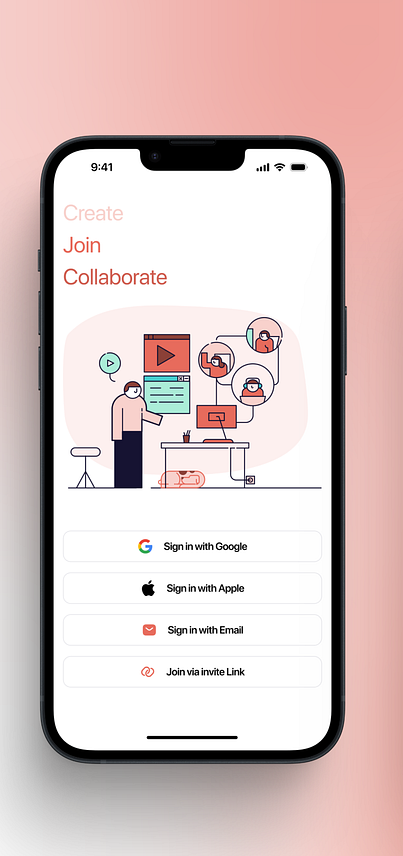 9:41
Create
Join
Collaborate
Sign in with Google
Sign in with Apple
Sign in with Email
Join via invite Link